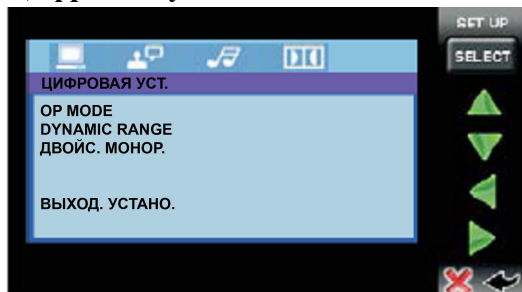 SET UP
SELECT
ЦИФРОВАЯ УСТ.
OP MODE
DYNAMIC RANGE
ДВОЙС. МОНОР.
ВЫХОД. УСТАНО.